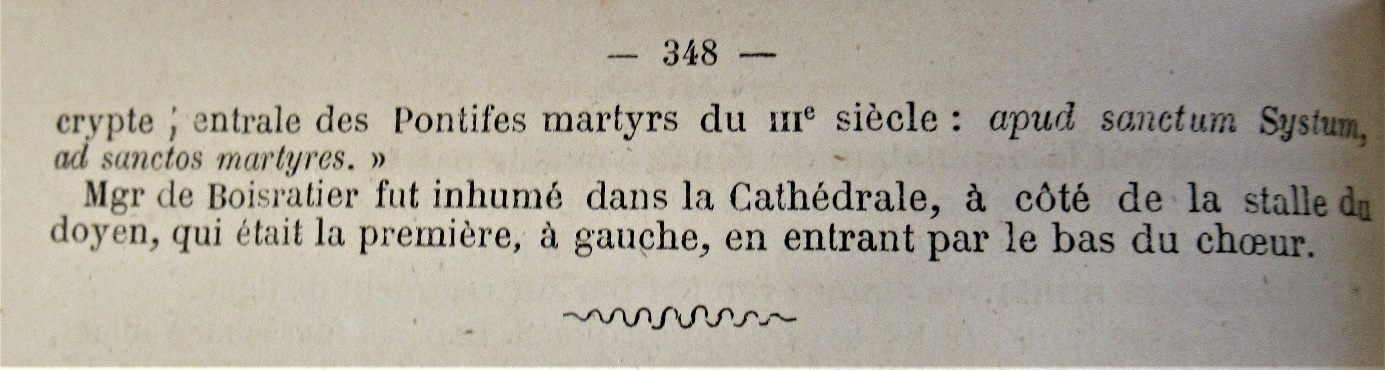 — 348 —
crypte ; entrale des Pontifes martyrs du IIIe siècle : apud sanctum Systum,
ad sanctos martyres. »
Mgr de Boisratier fut inhumé dans la Cathédrale, à côté de la stalle du
doyen, qui était la première, à gauche, en entrant par le bas du chœur.